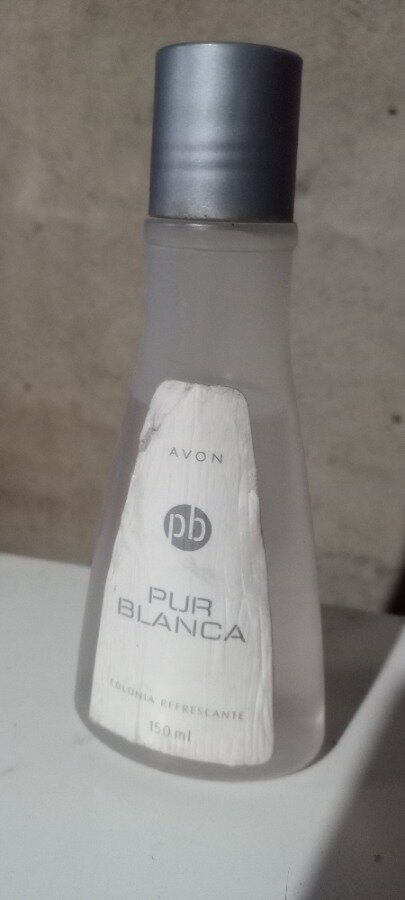 AVON
pb
PUR
BLANCA
COLONIA REFRESCANTE
150 ml